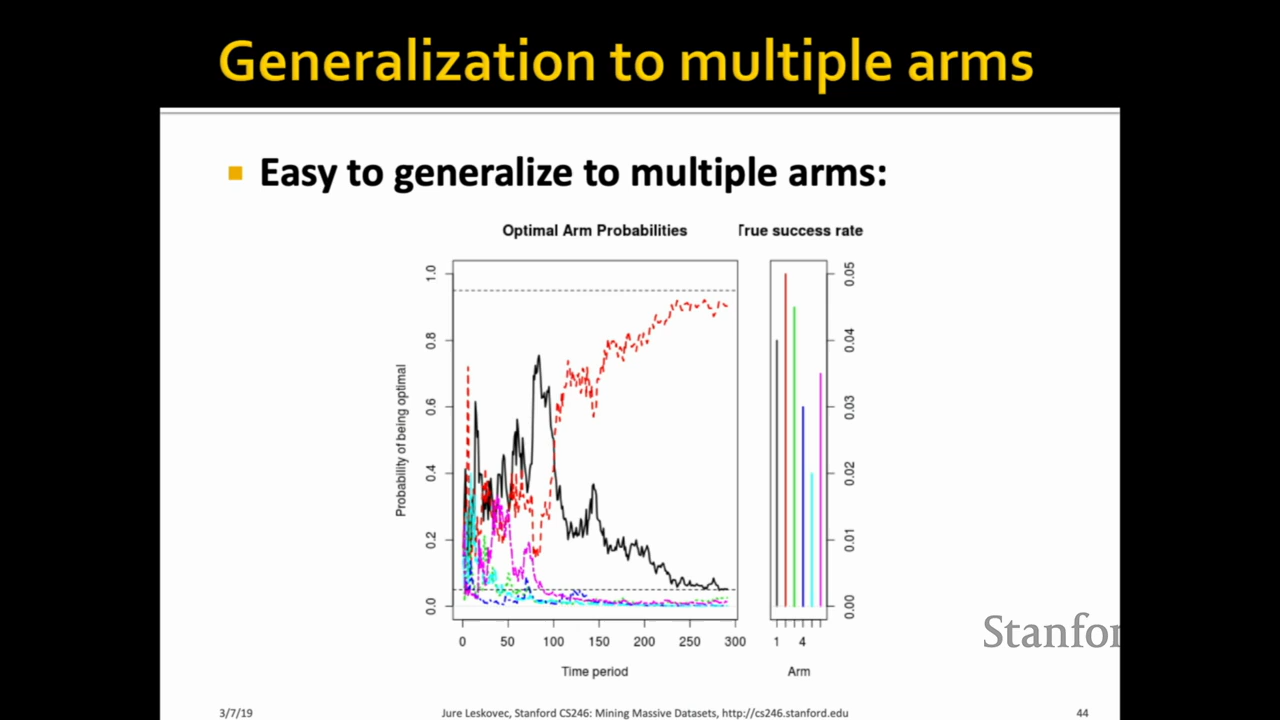 Generalization to multiple arms
Easy to generalize to multiple arms:
Optimal Arm Probabilities
True success rate
Probability of being optimal
1.0
0.8
0.6
0.4
0.2
0.0
0 50 100 150 200 250 300
Time period
0.05
0.04
0.03
0.02
0.01
0.00
1 4
Arm
Stanfor
3/7/19
Jure Leskovec, Stanford CS246: Mining Massive Datasets, http://cs246.stanford.edu
44